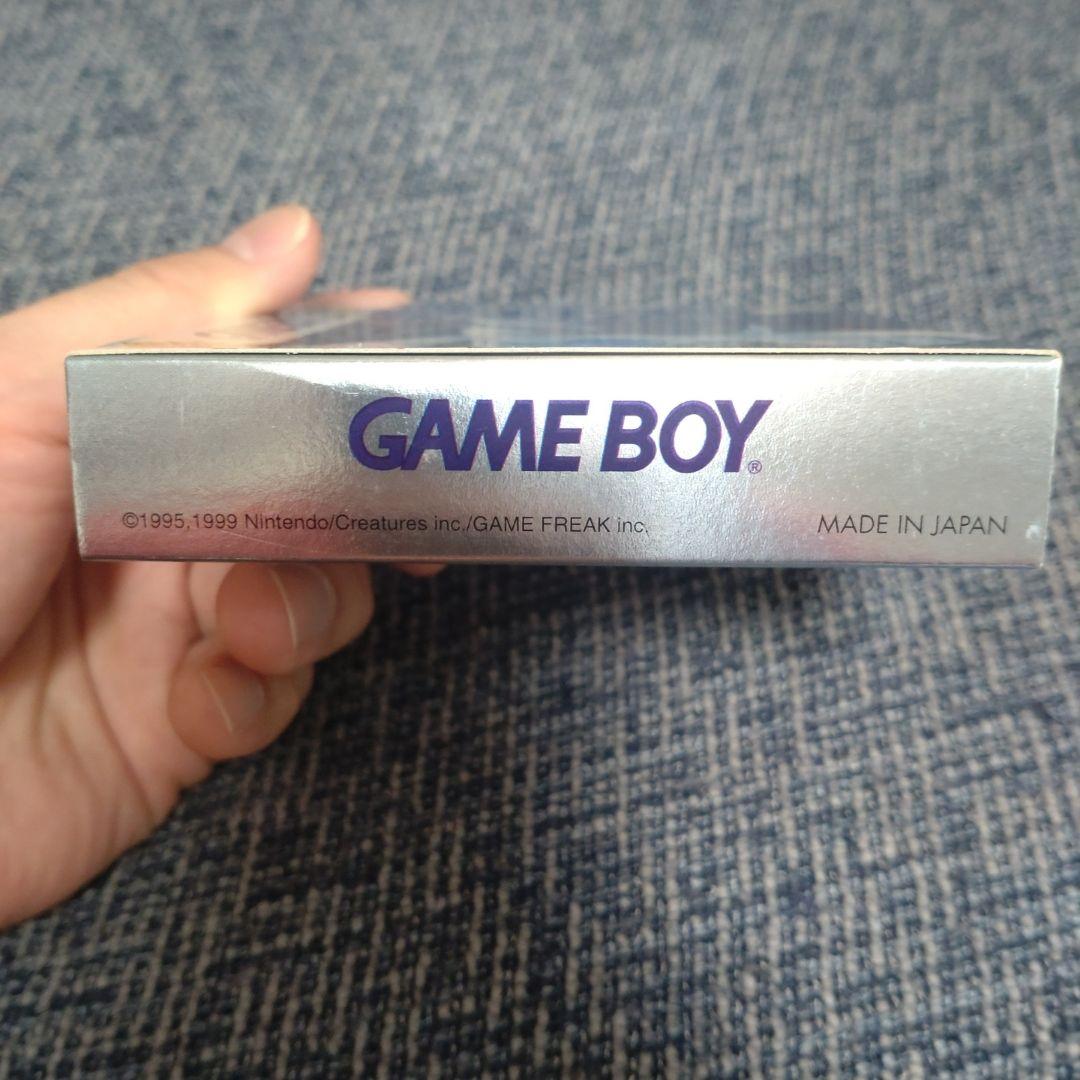 GAME BOY®
©1995,1999 Nintendo/Creatures inc./GAME FREAK inc.
MADE IN JAPAN